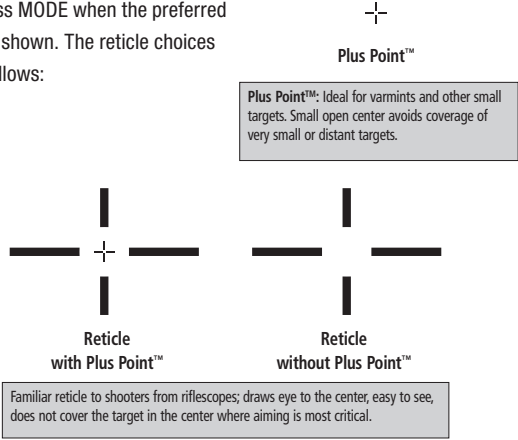 ss MODE when the preferred
shown. The reticle choices
llows:
Plus Point™
Plus Point™: Ideal for varmints and other small
targets. Small open center avoids coverage of
very small or distant targets.
Reticle
with Plus Point™
Reticle
without Plus Point™
Familiar reticle to shooters from riflescopes; draws eye to the center, easy to see,
does not cover the target in the center where aiming is most critical.